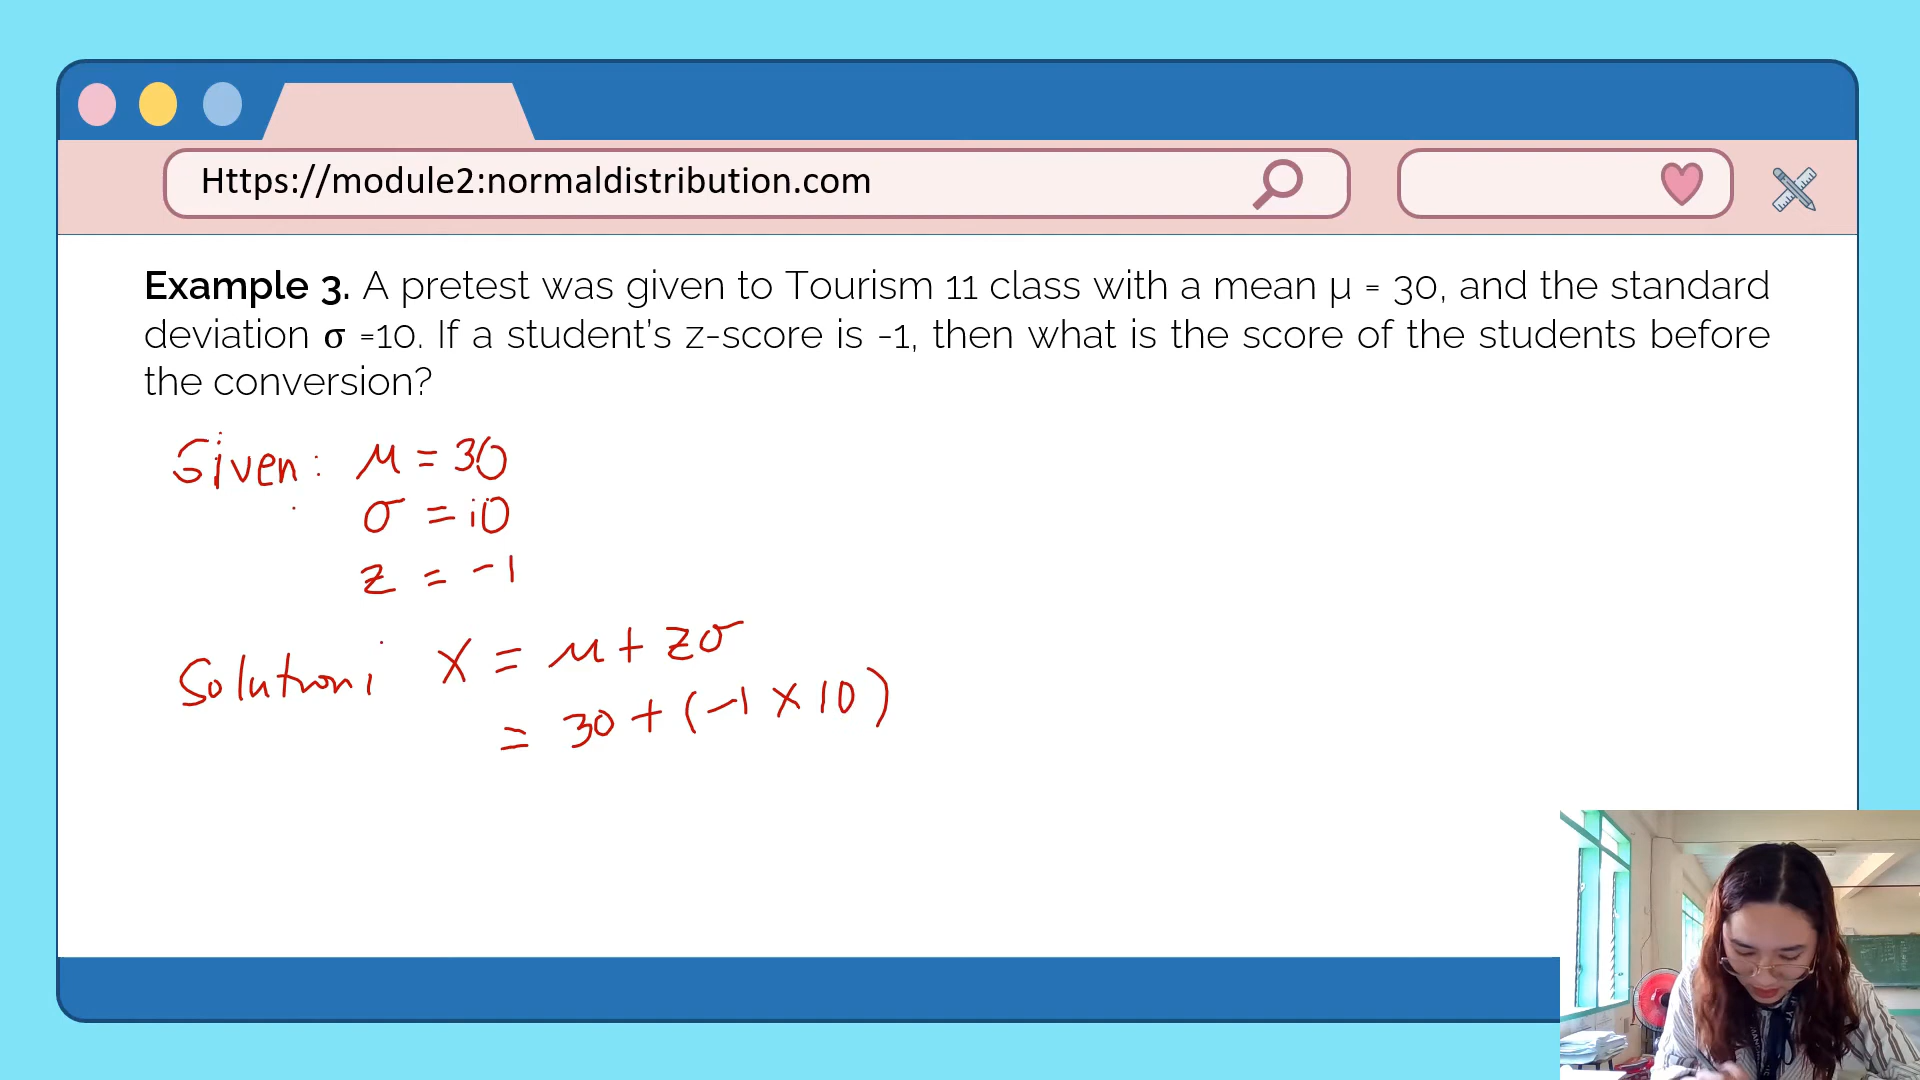 Https://module2:normaldistribution.com
Example 3. A pretest was given to Tourism 11 class with a mean μ = 30, and the standard
deviation σ =10. If a student's z-score is -1, then what is the score of the students before
the conversion?
Given: μ = 30
σ = 10
z = -1
Solution: X = μ + zσ
= 30 + (-1 × 10)